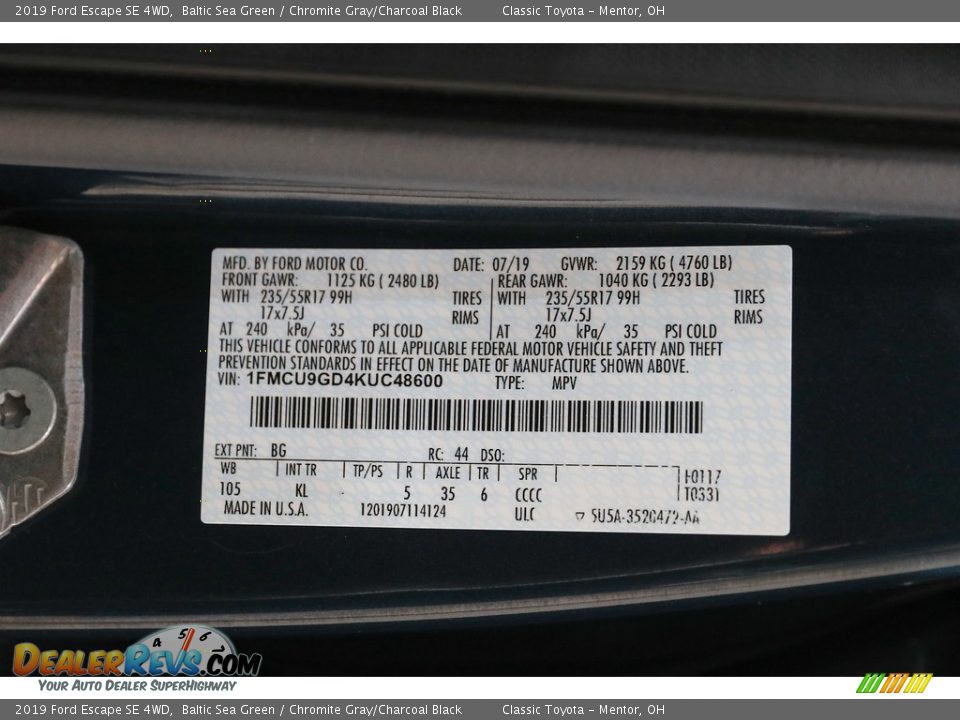 2019 Ford Escape SE 4WD, Baltic Sea Green / Chromite Gray/Charcoal Black Classic Toyota – Mentor, OH
MFD. BY FORD MOTOR CO. DATE: 07/19 GVWR: 2159 KG ( 4760 LB)
FRONT GAWR: 1125 KG ( 2480 LB) REAR GAWR: 1040 KG ( 2293 LB)
WITH 235/55R17 99H TIRES WITH 235/55R17 99H TIRES
17x7.5J RIMS 17x7.5J RIMS
AT 240 kPa/ 35 PSI COLD AT 240 kPa/ 35 PSI COLD
THIS VEHICLE CONFORMS TO ALL APPLICABLE FEDERAL MOTOR VEHICLE SAFETY AND THEFT
PREVENTION STANDARDS IN EFFECT ON THE DATE OF MANUFACTURE SHOWN ABOVE.
VIN: 1FMCU9GD4KUC48600 TYPE: MPV
EXT PNT: BG RC: 44 DSO:
WB INT TR TP/PS R AXLE TR SPR
105 KL 5 35 6 CCCC
MADE IN U.S.A. 1201907114124 ULC
4 5 6
DEALERREVS.COM
YOUR AUTO DEALER SUPERHIGHWAY
2019 Ford Escape SE 4WD, Baltic Sea Green / Chromite Gray/Charcoal Black Classic Toyota – Mentor, OH